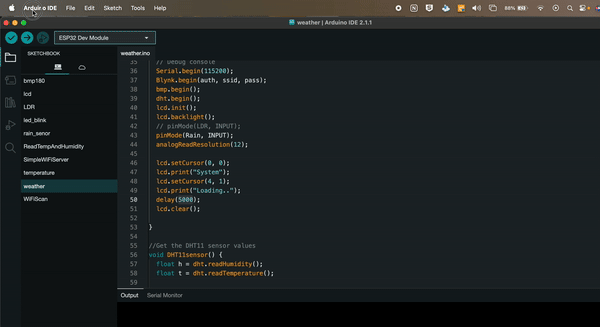 Arduino IDE File Edit Sketch Tools Help 88%
weather | Arduino IDE 2.1.1
ESP32 Dev Module
SKETCHBOOK
bmp180
lcd
LDR
led_blink
rain_senor
ReadTempAndHumidity
SimpleWiFiServer
temperature
weather
WiFiScan
weather.ino
35 // Debug console
36 Serial.begin(115200);
37 Blynk.begin(auth, ssid, pass);
38 bmp.begin();
39 dht.begin();
40 lcd.init();
41 lcd.backlight();
42 // pinMode(LDR, INPUT);
43 pinMode(Rain, INPUT);
44 analogReadResolution(12);
45
46 lcd.setCursor(0, 0);
47 lcd.print("System");
48 lcd.setCursor(4, 1);
49 lcd.print("Loading..");
50 delay(5000);
51 lcd.clear();
52
53 }
54
55 //Get the DHT11 sensor values
56 void DHT11sensor() {
57 float h = dht.readHumidity();
58 float t = dht.readTemperature();
59
Output Serial Monitor